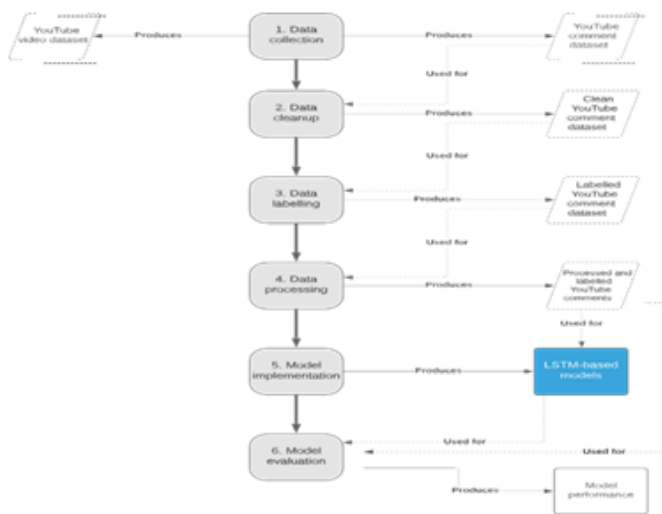 YouTube
video dataset
Produces
1. Data
collection
Produces
YouTube
comment
dataset
Used for
2. Data
cleanup
Produces
Clean
YouTube
comment
dataset
Used for
3. Data
labelling
Produces
Labelled
YouTube
comment
dataset
Used for
4. Data
processing
Produces
Processed and
labelled
YouTube
comments
Used for
5. Model
implementation
Produces
LSTM-based
models
Used for
Used for
6. Model
evaluation
Produces
Model
performance